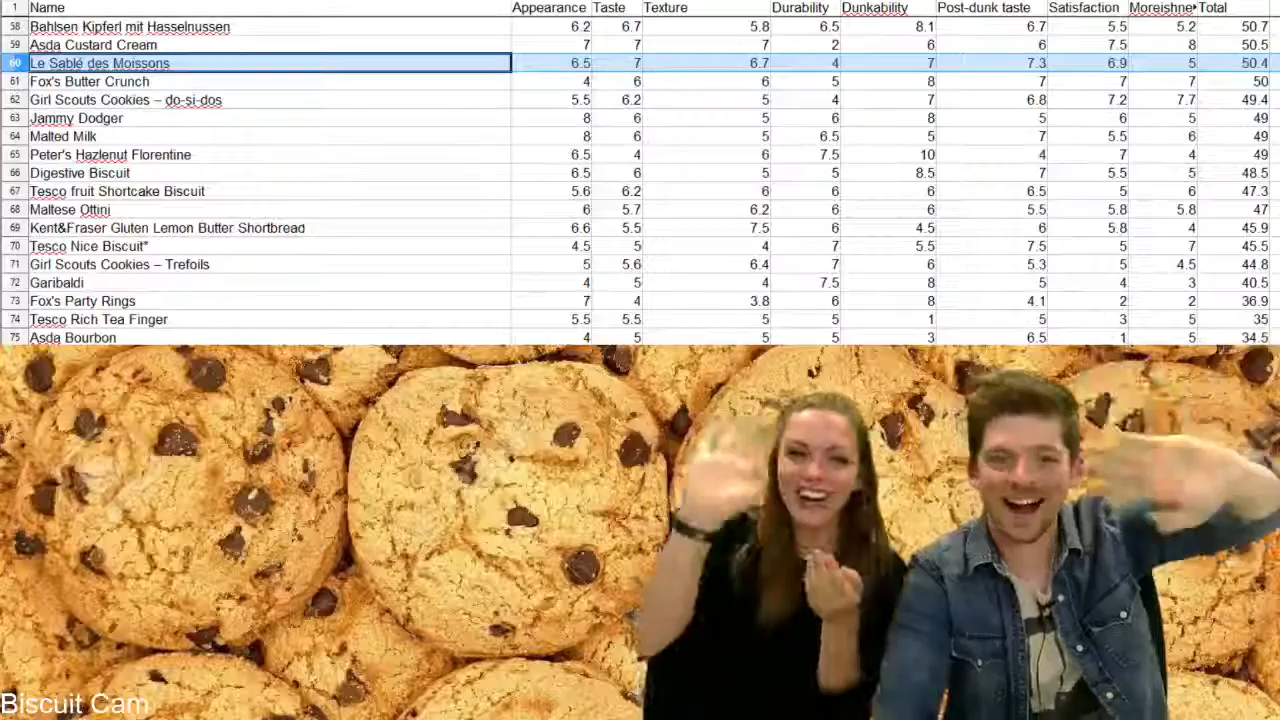 1 Name Appearance Taste Texture Durability Dunkability Post-dunk taste Satisfaction Moreishne Total
58 Bahlsen Kipferl mit Hasselnussen 6.2 6.7 5.8 6.5 8.1 6.7 5.5 5.2 50.7
59 Asda Custard Cream 7 7 7 2 6 6 7.5 8 50.5
60 Le Sablé des Moissons 6.5 7 6.7 4 7 7.3 6.9 5 50.4
61 Fox's Butter Crunch 4 6 6 5 8 7 7 7 50
62 Girl Scouts Cookies – do-si-dos 5.5 6.2 5 4 7 6.8 7.2 7.7 49.4
63 Jammy Dodger 8 6 5 6 8 5 6 5 49
64 Malted Milk 8 6 5 6.5 5 7 5.5 6 49
65 Peter's Hazlenut Florentine 6.5 4 6 7.5 10 4 7 4 49
66 Digestive Biscuit 6.5 6 5 5 8.5 7 5.5 5 48.5
67 Tesco fruit Shortcake Biscuit 5.6 6.2 6 6 6 6.5 5 6 47.3
68 Maltese Ottini 6 5.7 6.2 6 6 5.5 5.8 5.8 47
69 Kent&Fraser Gluten Lemon Butter Shortbread 6.6 5.5 7.5 6 4.5 6 5.8 4 45.9
70 Tesco Nice Biscuit* 4.5 5 4 7 5.5 7.5 5 7 45.5
71 Girl Scouts Cookies – Trefoils 5 5.6 6.4 7 6 5.3 5 4.5 44.8
72 Garibaldi 4 5 4 7.5 8 5 4 3 40.5
73 Fox's Party Rings 7 4 3.8 6 8 4.1 2 2 36.9
74 Tesco Rich Tea Finger 5.5 5.5 5 5 1 5 3 5 35
75 Asda Bourbon 4 5 5 5 3 6.5 1 5 34.5
Biscuit Cam